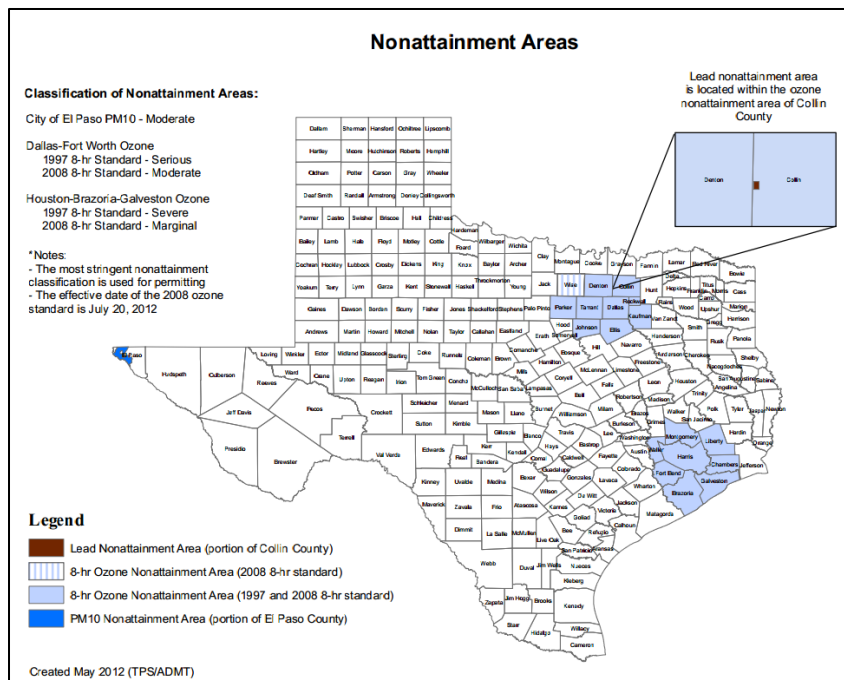 Nonattainment Areas
Lead nonattainment area
is located within the ozone
nonattainment area of Collin
County
Denton Collin
Classification of Nonattainment Areas:
City of El Paso PM10 - Moderate
Dallas-Fort Worth Ozone
1997 8-hr Standard - Serious
2008 8-hr Standard - Moderate
Houston-Brazoria-Galveston Ozone
1997 8-hr Standard - Severe
2008 8-hr Standard - Marginal
*Notes:
- The most stringent nonattainment
classification is used for permitting
- The effective date of the 2008 ozone
standard is July 20, 2012
Dallam Sherman Hansford Ochiltree Lipscomb
Hartley Moore Hutchinson Roberts Hemphill
Oldham Potter Carson Gray Wheeler
Deaf Smith Randall Armstrong Donley Collingsworth
Parmer Castro Swisher Briscoe Hall Childress
Hardeman
Bailey Lamb Hale Floyd Motley Cottle Foard Wilbarger Wichita Clay Montague Cooke Grayson Fannin Lamar Red River Bowie
Cochran Hockley Lubbock Crosby Dickens King Knox Baylor Archer Jack Wise Denton Collin Hunt Delta Hopkins Franklin Titus Morris Cass
Yoakum Terry Lynn Garza Kent Stonewall Haskell Throckmorton Young Parker Tarrant Dallas Rockwall Rains Wood Camp Upshur Marion
Gaines Dawson Borden Scurry Fisher Jones Shackelford Stephens Palo Pinto Hood Johnson Ellis Kaufman Van Zandt Smith Gregg Harrison
Andrews Martin Howard Mitchell Nolan Taylor Callahan Eastland Erath Somervell Hill Navarro Henderson Rusk Panola
El Paso Hudspeth Culberson Loving Winkler Ector Midland Glasscock Sterling Coke Runnels Coleman Brown Comanche Hamilton Bosque Freestone Anderson Cherokee Nacogdoches Shelby
Reeves Ward Crane Upton Reagan Irion Tom Green Concho McCulloch San Saba Mills Lampasas Coryell McLennan Limestone Falls Leon Houston Angelina San Augustine Sabine
Jeff Davis Pecos Crockett Schleicher Menard Mason Llano Burnet Bell Williamson Milam Robertson Madison Brazos Walker Trinity Polk Tyler Jasper Newton
Presidio Brewster Terrell Sutton Kimble Gillespie Blanco Travis Lee Burleson Grimes Washington San Jacinto Montgomery Liberty Hardin Orange
Val Verde Edwards Real Kerr Bandera Kendall Comal Hays Caldwell Bastrop Fayette Austin Waller Harris Chambers Jefferson
Kinney Uvalde Medina Bexar Guadalupe Gonzales Lavaca Colorado Wharton Fort Bend Brazoria Galveston
Maverick Zavala Frio Atascosa Wilson Karnes De Witt Victoria Jackson Matagorda
Dimmit La Salle McMullen Live Oak Bee Goliad Refugio Calhoun Aransas
Webb Duval Jim Wells San Patricio Nueces Kleberg
Zapata Jim Hogg Brooks Kenedy
Starr Hidalgo Willacy Cameron
Legend
Lead Nonattainment Area (portion of Collin County)
8-hr Ozone Nonattainment Area (2008 8-hr standard)
8-hr Ozone Nonattainment Area (1997 and 2008 8-hr standard)
PM10 Nonattainment Area (portion of El Paso County)
Created May 2012 (TPS/ADMT)